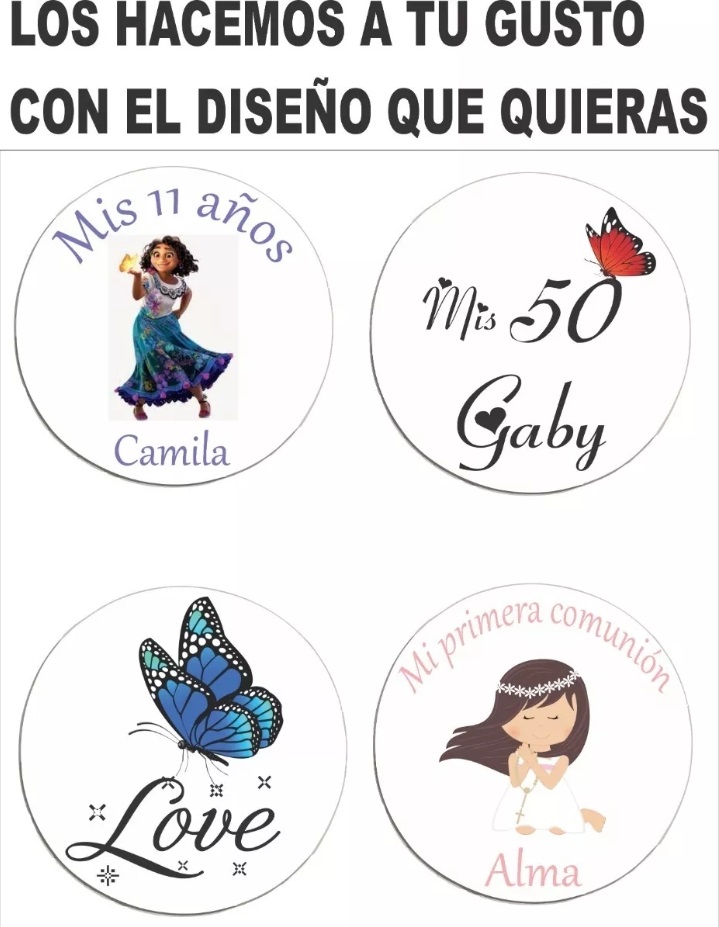 LOS HACEMOS A TU GUSTO
CON EL DISEÑO QUE QUIERAS
Mis 11 años
Camila
Mis 50
Gaby
Love
Mi primera comunión
Alma